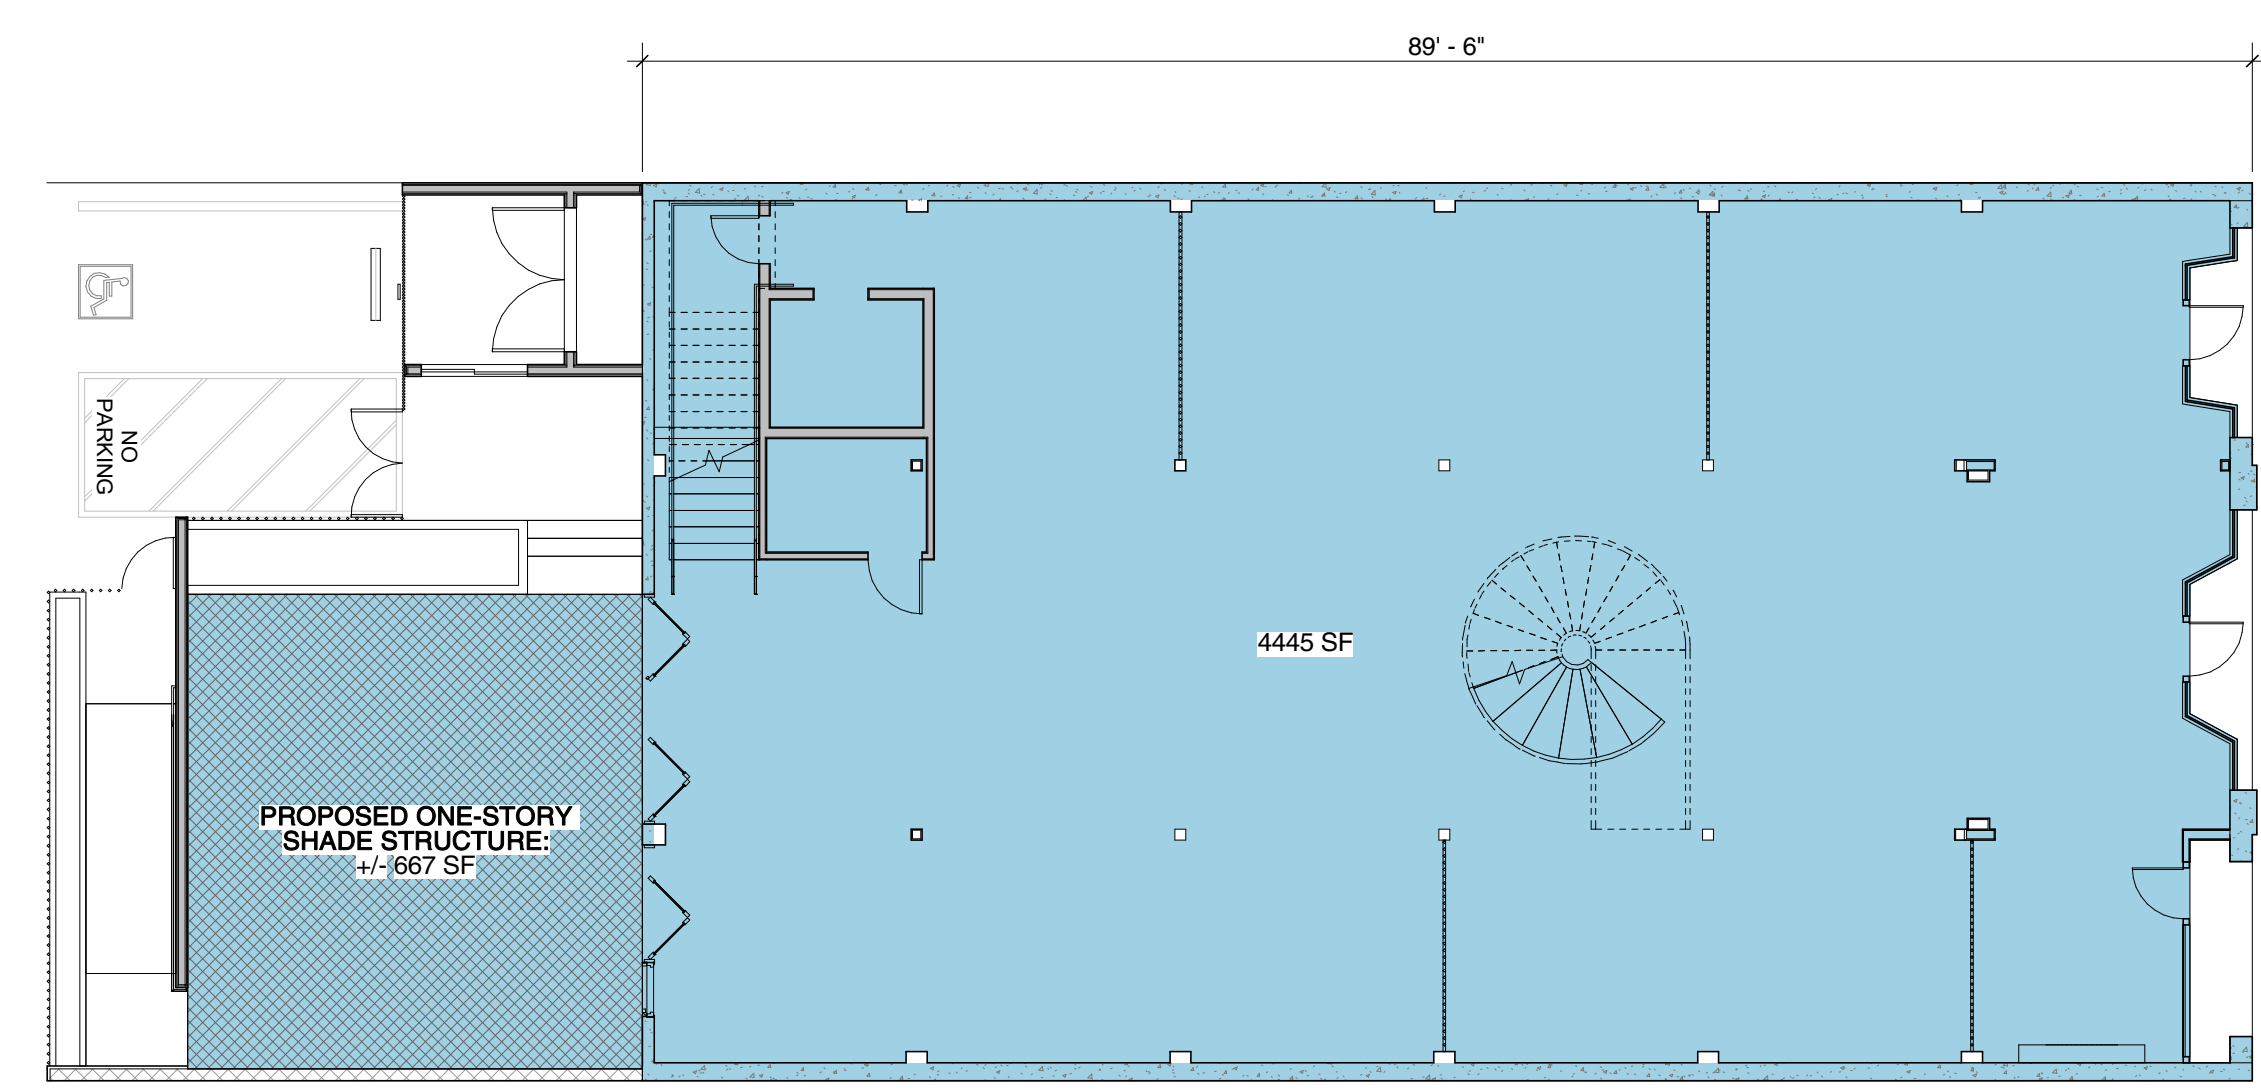 89' - 6"
NO
PARKING
4445 SF
PROPOSED ONE-STORY
SHADE STRUCTURE:
+/- 667 SF